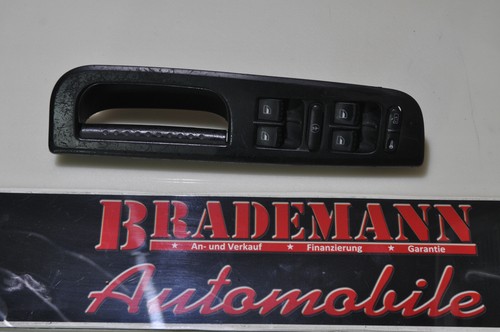 BRADEMANN
★ An- und Verkauf ★ Finanzierung ★ Garantie
Automobile